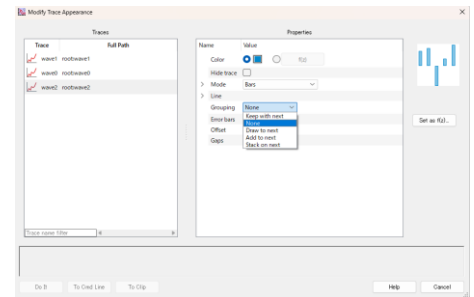 Modify Trace Appearance
Traces
Trace Full Path
wave1 root:wave1
wave0 root:wave0
wave2 root:wave2
Trace name filter
Properties
Name Value
Color f(z)
Hide trace
Mode Bars
Line
Grouping None
Keep with next
None
Error bars
Draw to next
Offset
Add to next
Gaps
Stack on next
Set as f(z)...
Do It To Cmd Line To Clip Help Cancel